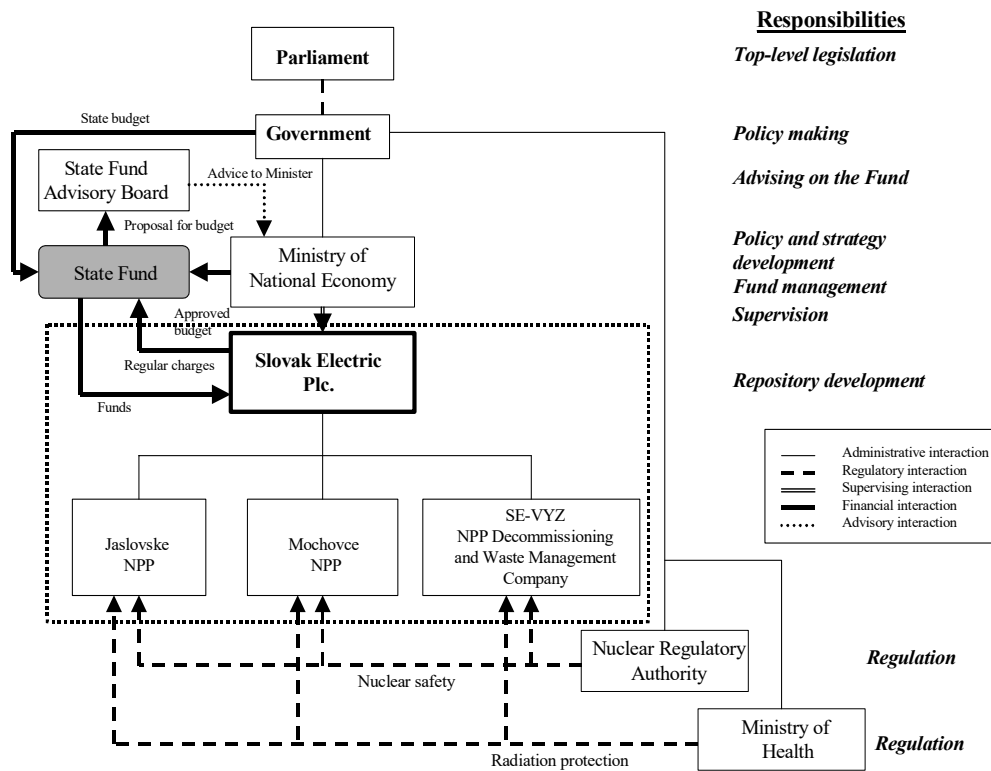 Responsibilities
Parliament
Top-level legislation
State budget
Government
Policy making
State Fund
Advisory Board
Advice to Minister
Advising on the Fund
Proposal for budget
Ministry of
National Economy
Policy and strategy
development
State Fund
Fund management
Approved
budget
Supervision
Regular charges
Slovak Electric
Plc.
Repository development
Funds
Administrative interaction
Regulatory interaction
Supervising interaction
Financial interaction
Advisory interaction
Jaslovske
NPP
Mochovce
NPP
SE-VYZ
NPP Decommissioning
and Waste Management
Company
Nuclear Regulatory
Authority
Regulation
Nuclear safety
Ministry of
Health
Regulation
Radiation protection